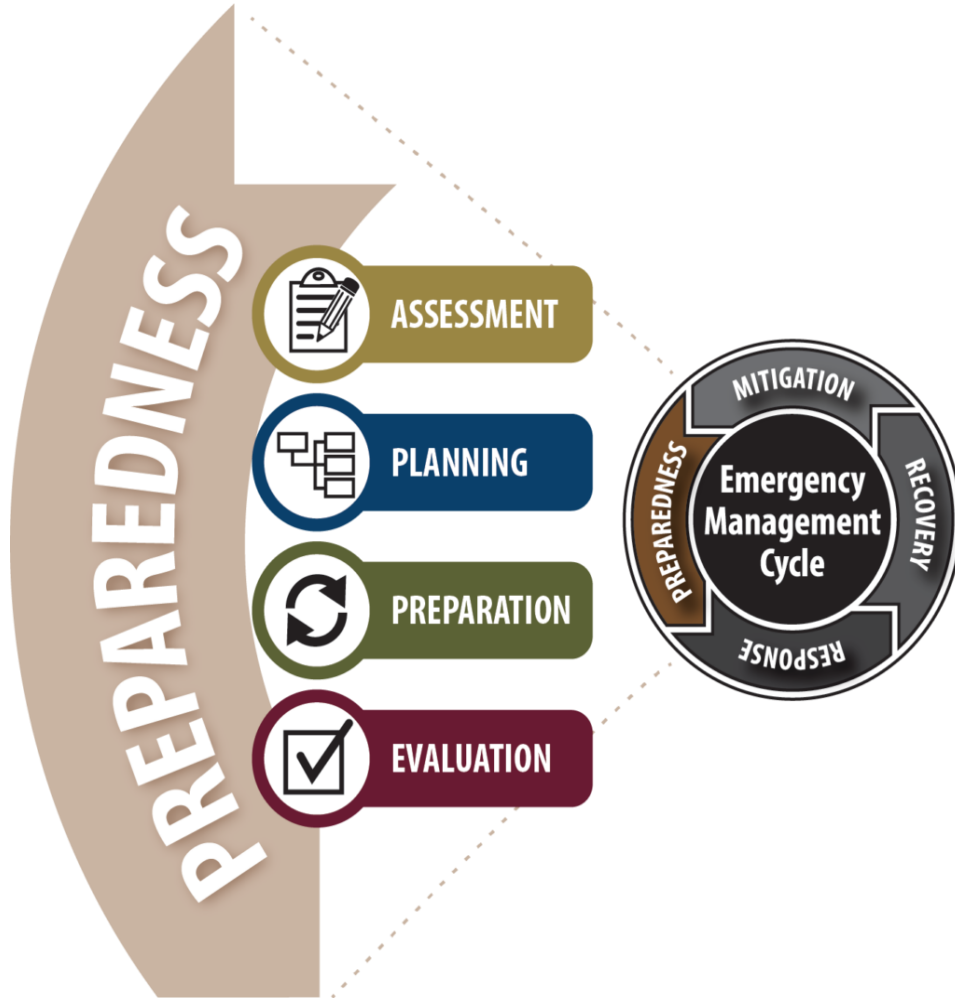 PREPAREDNESS
ASSESSMENT
PLANNING
PREPARATION
EVALUATION
MITIGATION
RECOVERY
RESPONSE
PREPAREDNESS
Emergency
Management
Cycle